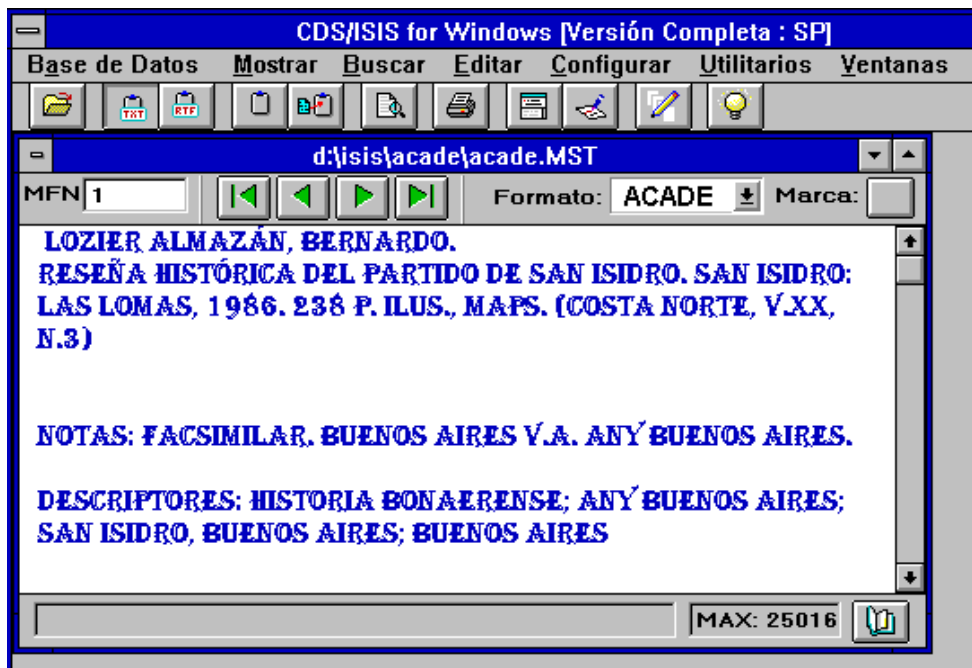 CDS/ISIS for Windows [Versión Completa : SP]
Base de Datos Mostrar Buscar Editar Configurar Utilitarios Ventanas
TXT RTF
d:\isis\acade\acade.MST
MFN 1 Formato: ACADE Marca:
LOZIER ALMAZÁN, BERNARDO.
RESEÑA HISTÓRICA DEL PARTIDO DE SAN ISIDRO. SAN ISIDRO:
LAS LOMAS, 1986. 238 P. ILUS., MAPS. (COSTA NORTE, V.XX,
N.3)
NOTAS: FACSIMILAR. BUENOS AIRES V.A. ANY´BUENOS AIRES.
DESCRIPTORES: HISTORIA BONAERENSE; ANY´BUENOS AIRES;
SAN ISIDRO, BUENOS AIRES; BUENOS AIRES
MAX: 25016